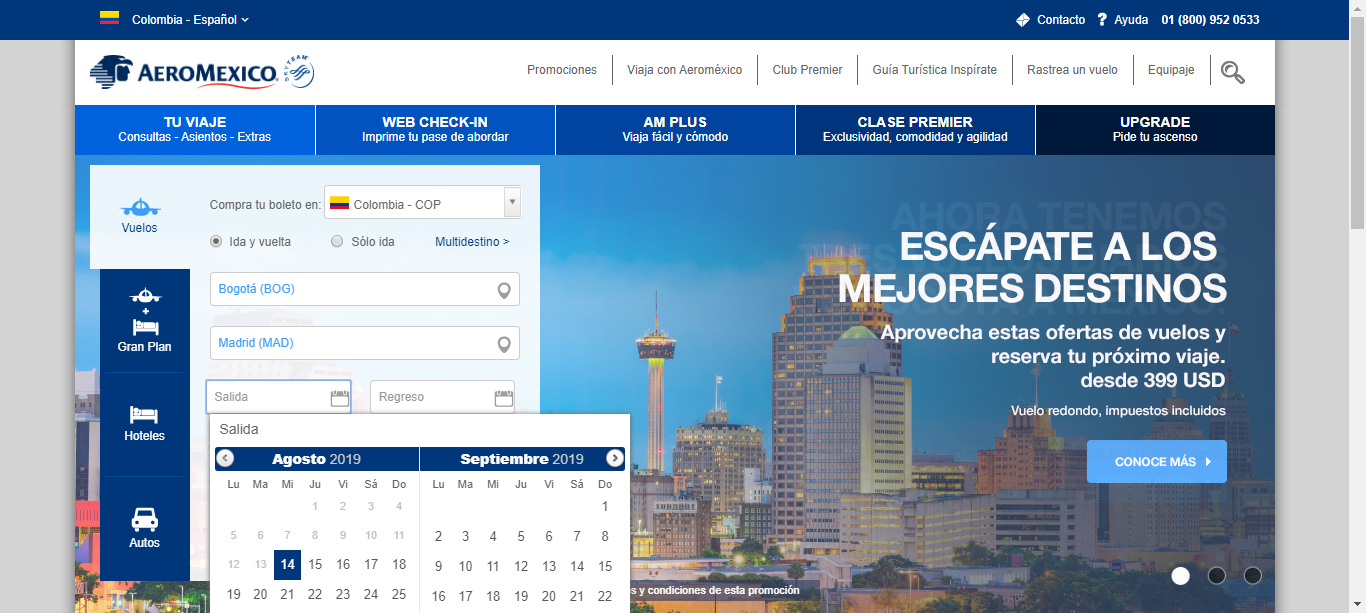 Colombia - Español
Contacto
Ayuda
01 (800) 952 0533
AEROMEXICO.
SKYTEAM
Promociones
Viaja con Aeroméxico
Club Premier
Guía Turística Inspírate
Rastrea un vuelo
Equipaje
TU VIAJE
Consultas - Asientos - Extras
WEB CHECK-IN
Imprime tu pase de abordar
AM PLUS
Viaja fácil y cómodo
CLASE PREMIER
Exclusividad, comodidad y agilidad
UPGRADE
Pide tu ascenso
Vuelos
+
Gran Plan
Hoteles
Autos
Compra tu boleto en:
Colombia - COP
Ida y vuelta
Sólo ida
Multidestino >
Bogotá (BOG)
Madrid (MAD)
Salida
Regreso
Salida
Agosto 2019
Lu Ma Mi Ju Vi Sá Do
1 2 3 4
5 6 7 8 9 10 11
12 13 14 15 16 17 18
19 20 21 22 23 24 25
Septiembre 2019
Lu Ma Mi Ju Vi Sá Do
1
2 3 4 5 6 7 8
9 10 11 12 13 14 15
16 17 18 19 20 21 22
AHORA TENEMOS
ESCÁPATE A LOS
MEJORES DESTINOS
Aprovecha estas ofertas de vuelos y
reserva tu próximo viaje.
desde 399 USD
Vuelo redondo, impuestos incluidos
CONOCE MÁS
y condiciones de esta promoción